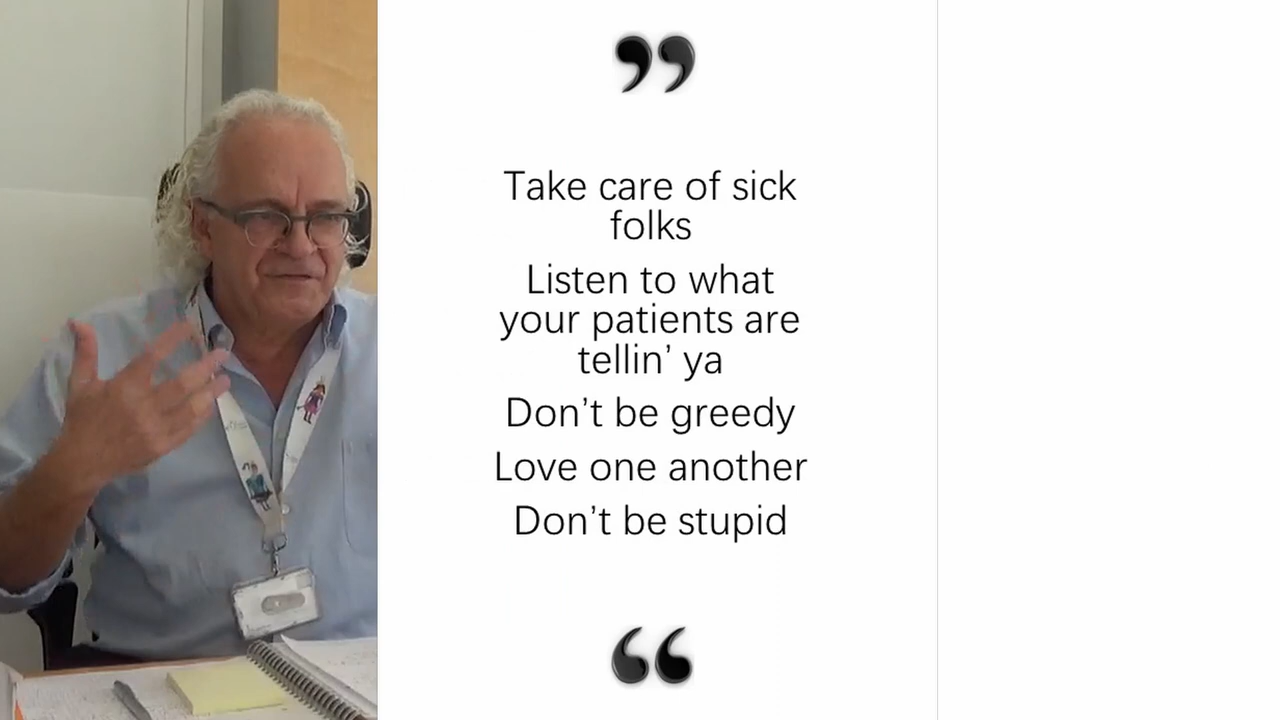 ”
Take care of sick
folks
Listen to what
your patients are
tellin’ ya
Don’t be greedy
Love one another
Don’t be stupid
“